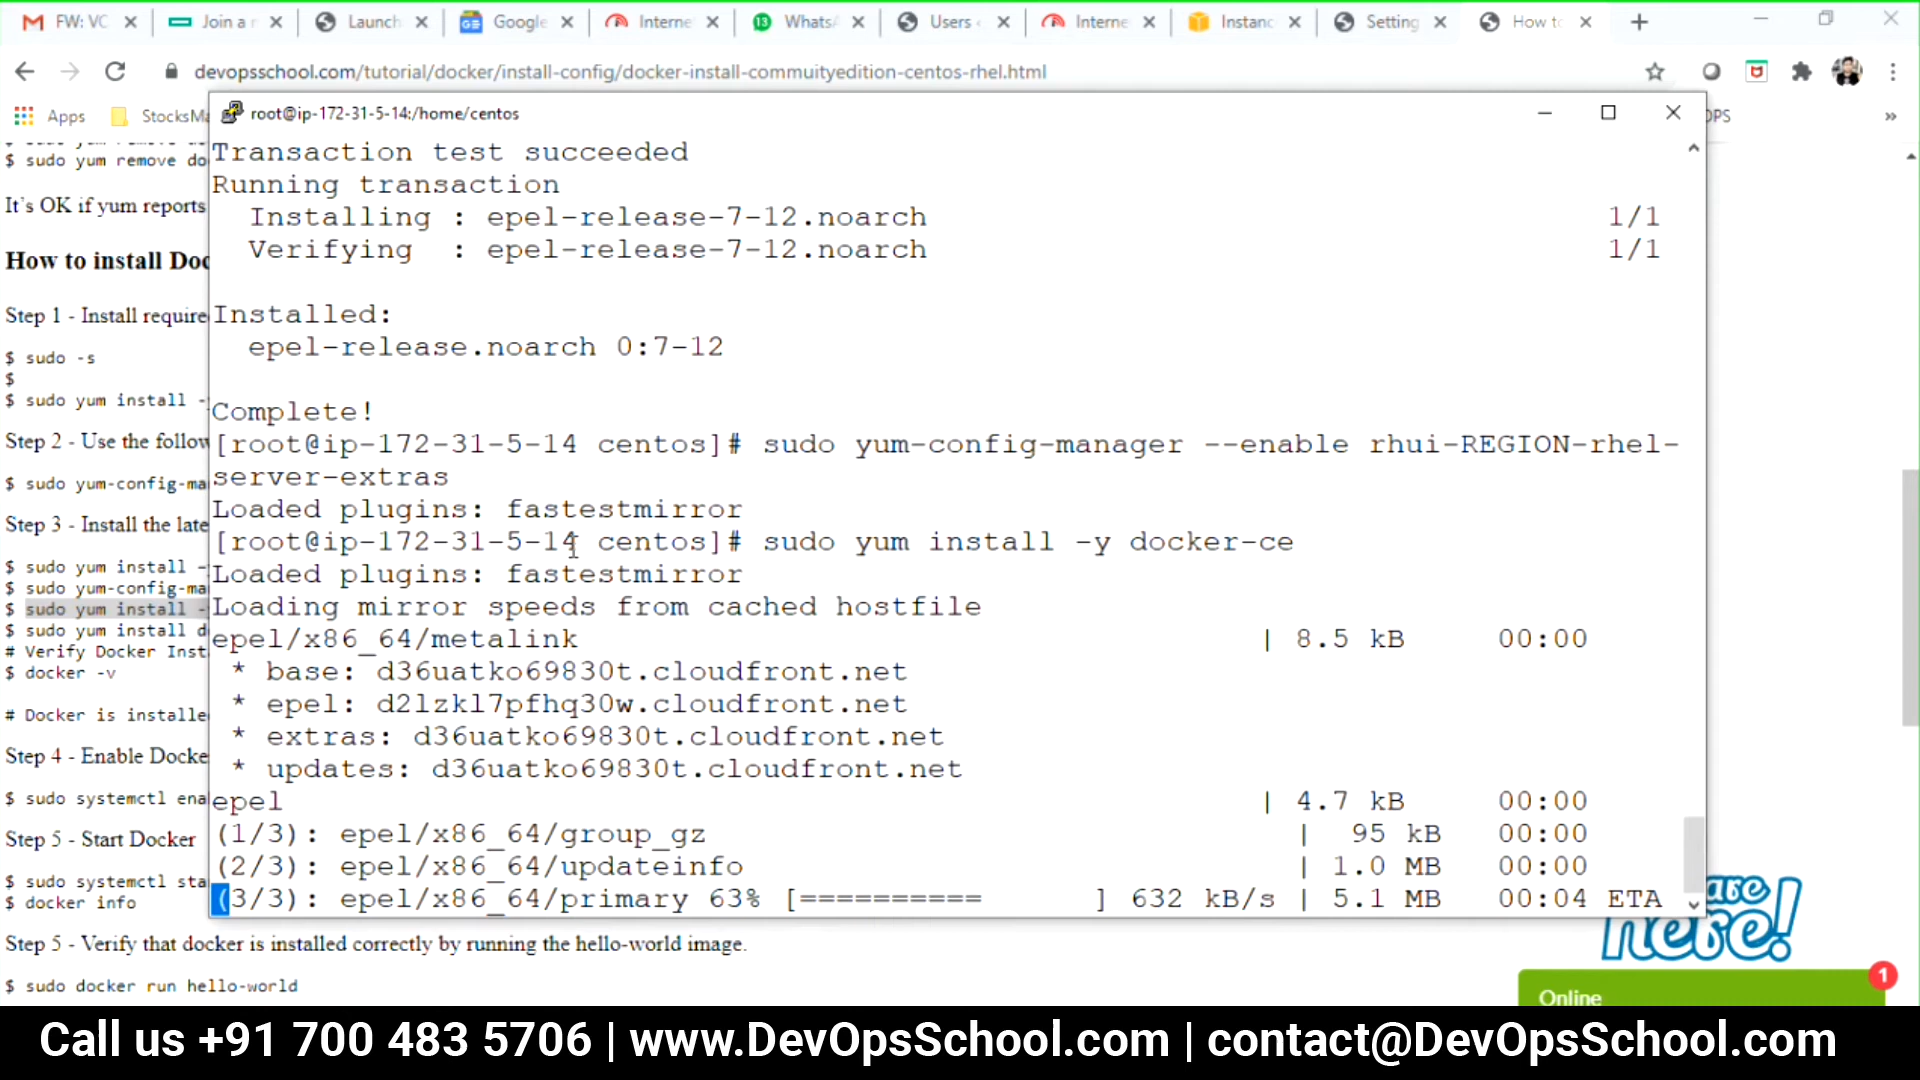 FW: VC
Join a
Launch
Google
Interne
13
Whats
Users
Interne
Instanc
Setting
How to
devopsschool.com/tutorial/docker/install-config/docker-install-commuityedition-centos-rhel.html
Apps
StocksMa
OPS
»
root@ip-172-31-5-14:/home/centos
$ sudo yum remove do
It's OK if yum reports
How to install Doc
Step 1 - Install require
$ sudo -s
$
$ sudo yum install -
Step 2 - Use the follow
$ sudo yum-config-ma
Step 3 - Install the late
$ sudo yum install -
$ sudo yum-config-ma
$ sudo yum install -
$ sudo yum install d
# Verify Docker Inst
$ docker -v
# Docker is installe
Step 4 - Enable Docke
$ sudo systemctl ena
Step 5 - Start Docker
$ sudo systemctl sta
$ docker info
Step 5 - Verify that docker is installed correctly by running the hello-world image.
$ sudo docker run hello-world
Transaction test succeeded
Running transaction
Installing : epel-release-7-12.noarch 1/1
Verifying : epel-release-7-12.noarch 1/1
Installed:
epel-release.noarch 0:7-12
Complete!
[root@ip-172-31-5-14 centos]# sudo yum-config-manager --enable rhui-REGION-rhel-
server-extras
Loaded plugins: fastestmirror
[root@ip-172-31-5-14 centos]# sudo yum install -y docker-ce
Loaded plugins: fastestmirror
Loading mirror speeds from cached hostfile
epel/x86_64/metalink | 8.5 kB 00:00
* base: d36uatko69830t.cloudfront.net
* epel: d2lzkl7pfhq30w.cloudfront.net
* extras: d36uatko69830t.cloudfront.net
* updates: d36uatko69830t.cloudfront.net
epel | 4.7 kB 00:00
(1/3): epel/x86_64/group_gz | 95 kB 00:00
(2/3): epel/x86_64/updateinfo | 1.0 MB 00:00
(3/3): epel/x86_64/primary 63% [========== ] 632 kB/s | 5.1 MB 00:04 ETA
are
here!
1
Online
Call us +91 700 483 5706 | www.DevOpsSchool.com | contact@DevOpsSchool.com